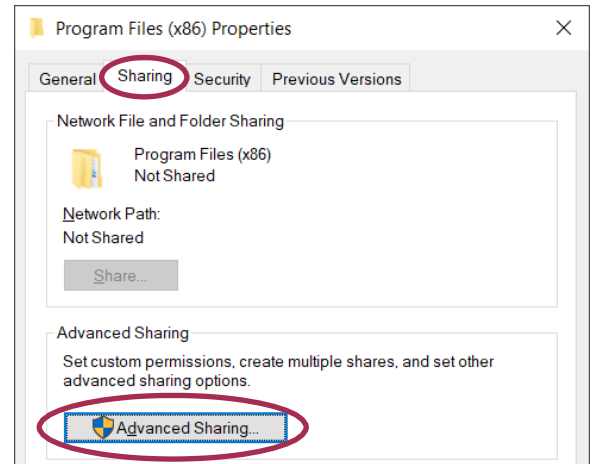 Program Files (x86) Properties
General Sharing Security Previous Versions
Network File and Folder Sharing
Program Files (x86)
Not Shared
Network Path:
Not Shared
Share...
Advanced Sharing
Set custom permissions, create multiple shares, and set other
advanced sharing options.
Advanced Sharing...